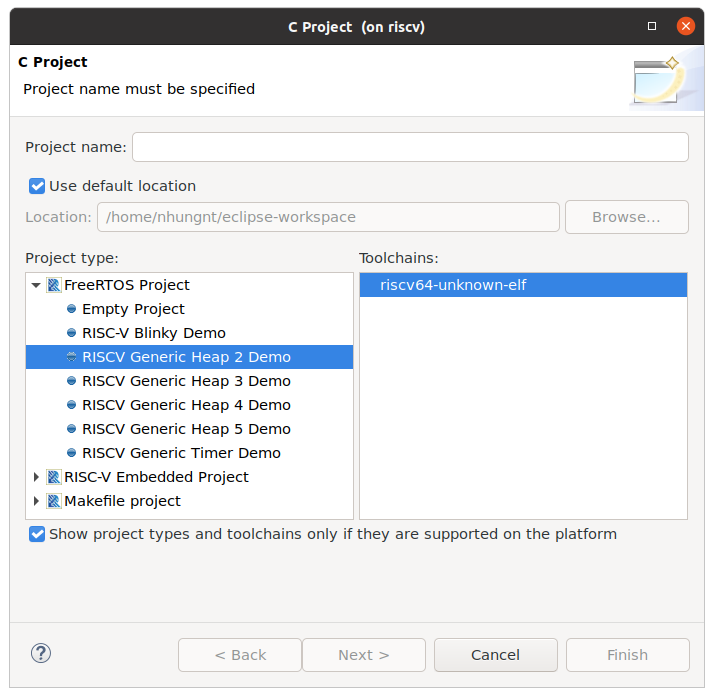 C Project (on riscv)
C Project
Project name must be specified
Project name:
Use default location
Location: /home/nhungnt/eclipse-workspace Browse...
Project type: Toolchains:
FreeRTOS Project riscv64-unknown-elf
Empty Project
RISC-V Blinky Demo
RISCV Generic Heap 2 Demo
RISCV Generic Heap 3 Demo
RISCV Generic Heap 4 Demo
RISCV Generic Heap 5 Demo
RISCV Generic Timer Demo
RISC-V Embedded Project
Makefile project
Show project types and toolchains only if they are supported on the platform
? < Back Next > Cancel Finish